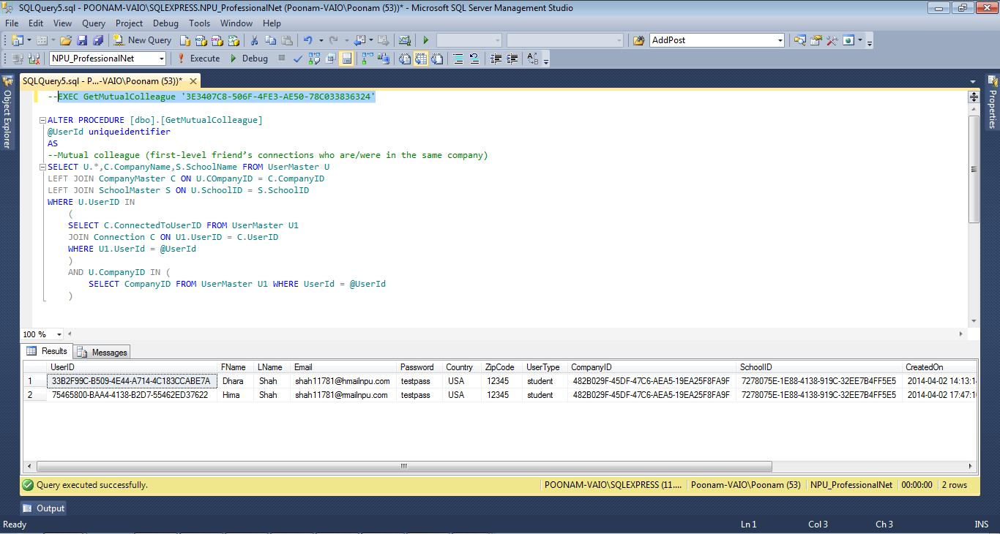 SQLQuery5.sql - POONAM-VAIO\SQLEXPRESS.NPU_ProfessionalNet (Poonam-VAIO\Poonam (53))* - Microsoft SQL Server Management Studio
File Edit View Query Project Debug Tools Window Help
New Query AddPost
NPU_ProfessionalNet Execute Debug
SQLQuery5.sql - P...-VAIO\Poonam (53))*
Object Explorer
Properties
--EXEC GetMutualColleague '3E3407C8-506F-4FE3-AE50-78C033836324'
ALTER PROCEDURE [dbo].[GetMutualColleague]
@UserId uniqueidentifier
AS
--Mutual colleague (first-level friend’s connections who are/were in the same company)
SELECT U.*,C.CompanyName,S.SchoolName FROM UserMaster U
LEFT JOIN CompanyMaster C ON U.COmpanyID = C.CompanyID
LEFT JOIN SchoolMaster S ON U.SchoolID = S.SchoolID
WHERE U.UserID IN
(
SELECT C.ConnectedToUserID FROM UserMaster U1
JOIN Connection C ON U1.UserID = C.UserID
WHERE U1.UserId = @UserId
)
AND U.CompanyID IN (
SELECT CompanyID FROM UserMaster U1 WHERE UserId = @UserId
)
100 %
Results Messages
UserID FName LName Email Password Country ZipCode UserType CompanyID SchoolID CreatedOn
1 33B2F99C-B509-4E44-A714-4C183CCABE7A Dhara Shah shah11781@hmailnpu.com testpass USA 12345 student 482B029F-45DF-47C6-AEA5-19EA25F8FA9F 7278075E-1E88-4138-919C-32EE7B4FF5E5 2014-04-02 14:13:1
2 75465800-BAA4-4138-B2D7-55462ED37622 Hima Shah shah11781@rmailnpu.com testpass USA 12345 student 482B029F-45DF-47C6-AEA5-19EA25F8FA9F 7278075E-1E88-4138-919C-32EE7B4FF5E5 2014-04-02 17:47:1
Query executed successfully. POONAM-VAIO\SQLEXPRESS (11.... Poonam-VAIO\Poonam (53) NPU_ProfessionalNet 00:00:00 2 rows
Output
Ready Ln 1 Col 3 Ch 3 INS